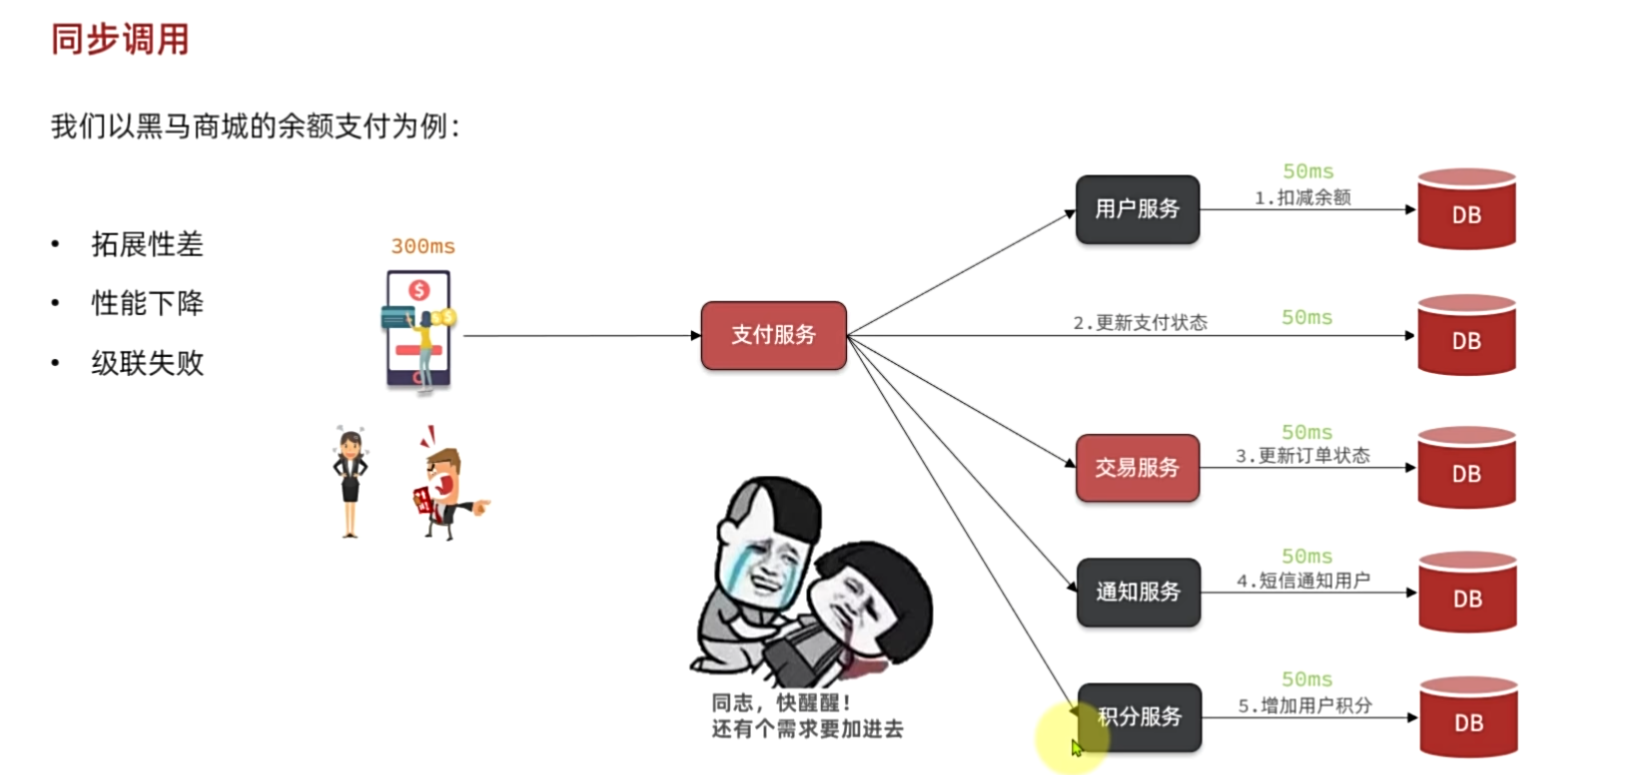 同步调用
我们以黑马商城的余额支付为例：
• 拓展性差
• 性能下降
• 级联失败
300ms
支付服务
用户服务
50ms
1.扣减余额
DB
2.更新支付状态
50ms
DB
交易服务
50ms
3.更新订单状态
DB
通知服务
50ms
4.短信通知用户
DB
积分服务
50ms
5.增加用户积分
DB
同志，快醒醒！
还有个需求要加进去